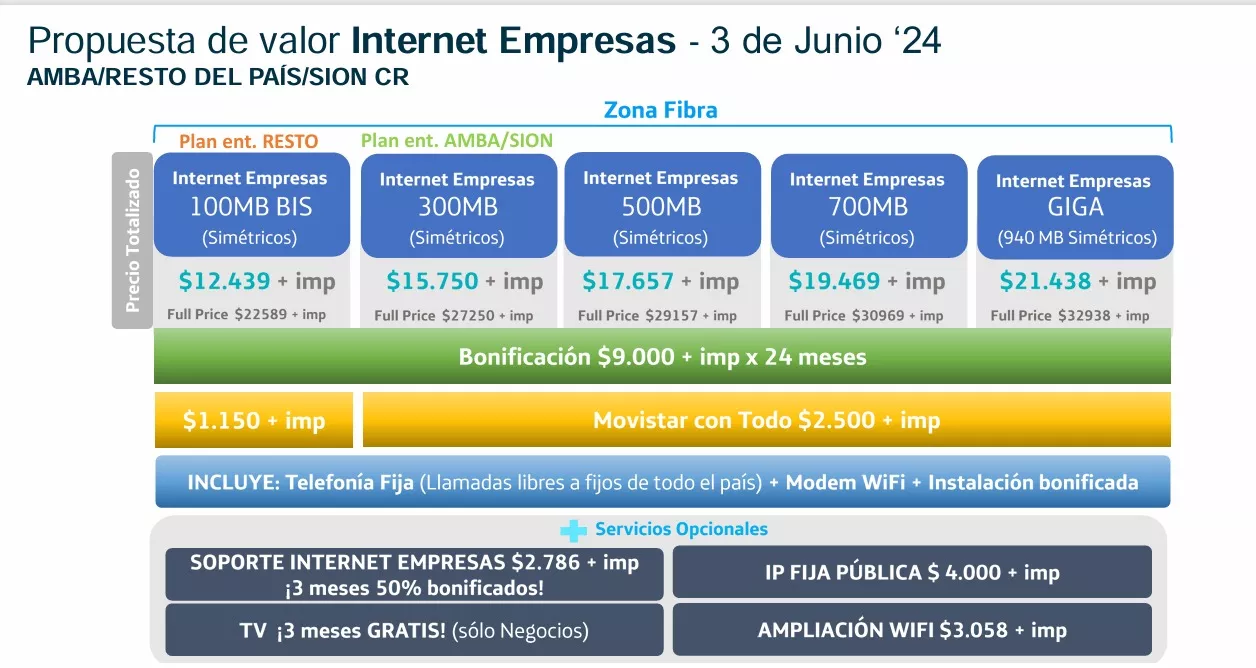 Propuesta de valor Internet Empresas - 3 de Junio ‘24
AMBA/RESTO DEL PAÍS/SION CR
Zona Fibra
Plan ent. RESTO
Plan ent. AMBA/SION
Precio Totalizado
Internet Empresas
100MB BIS
(Simétricos)
$12.439 + imp
Full Price $22589 + imp
Internet Empresas
300MB
(Simétricos)
$15.750 + imp
Full Price $27250 + imp
Internet Empresas
500MB
(Simétricos)
$17.657 + imp
Full Price $29157 + imp
Internet Empresas
700MB
(Simétricos)
$19.469 + imp
Full Price $30969 + imp
Internet Empresas
GIGA
(940 MB Simétricos)
$21.438 + imp
Full Price $32938 + imp
Bonificación $9.000 + imp x 24 meses
$1.150 + imp
Movistar con Todo $2.500 + imp
INCLUYE: Telefonía Fija (Llamadas libres a fijos de todo el país) + Modem WiFi + Instalación bonificada
Servicios Opcionales
SOPORTE INTERNET EMPRESAS $2.786 + imp
¡3 meses 50% bonificados!
IP FIJA PÚBLICA $ 4.000 + imp
TV ¡3 meses GRATIS! (sólo Negocios)
AMPLIACIÓN WIFI $3.058 + imp